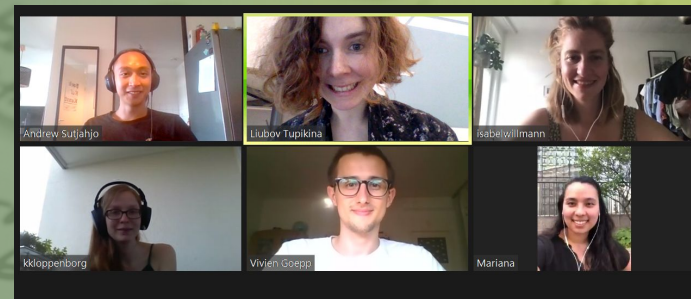 Andrew Sutjahjo
Liubov Tupikina
isabelwillmann
kkloppenborg
Vivien Goepp
Mariana